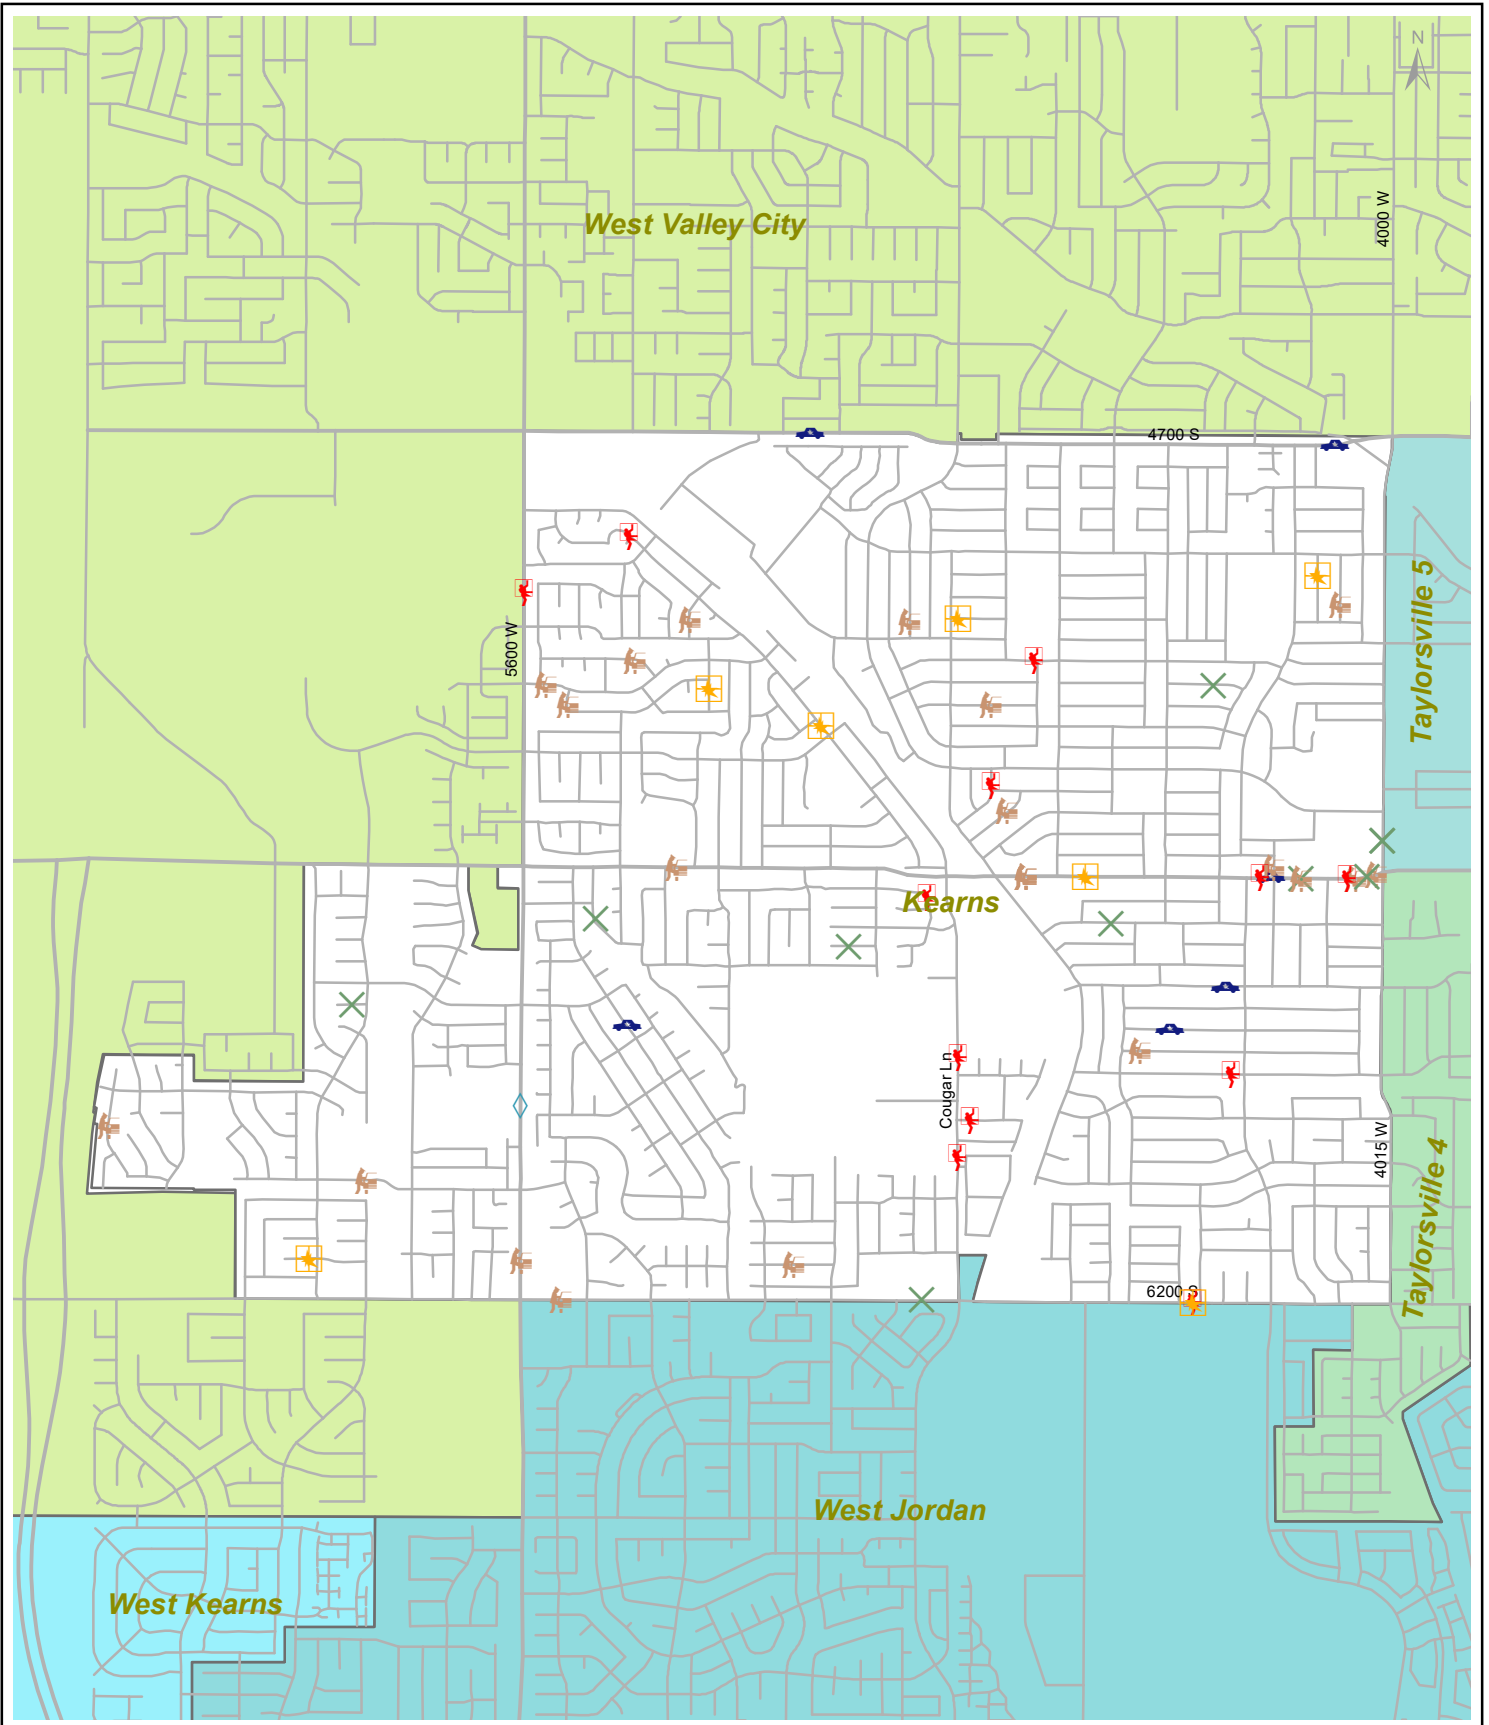 N
West Valley City
4000 W
4700 S
Taylorsville 5
5600 W
Kearns
Cougar Ln
4015 W
Taylorsville 4
6200 S
West Jordan
West Kearns